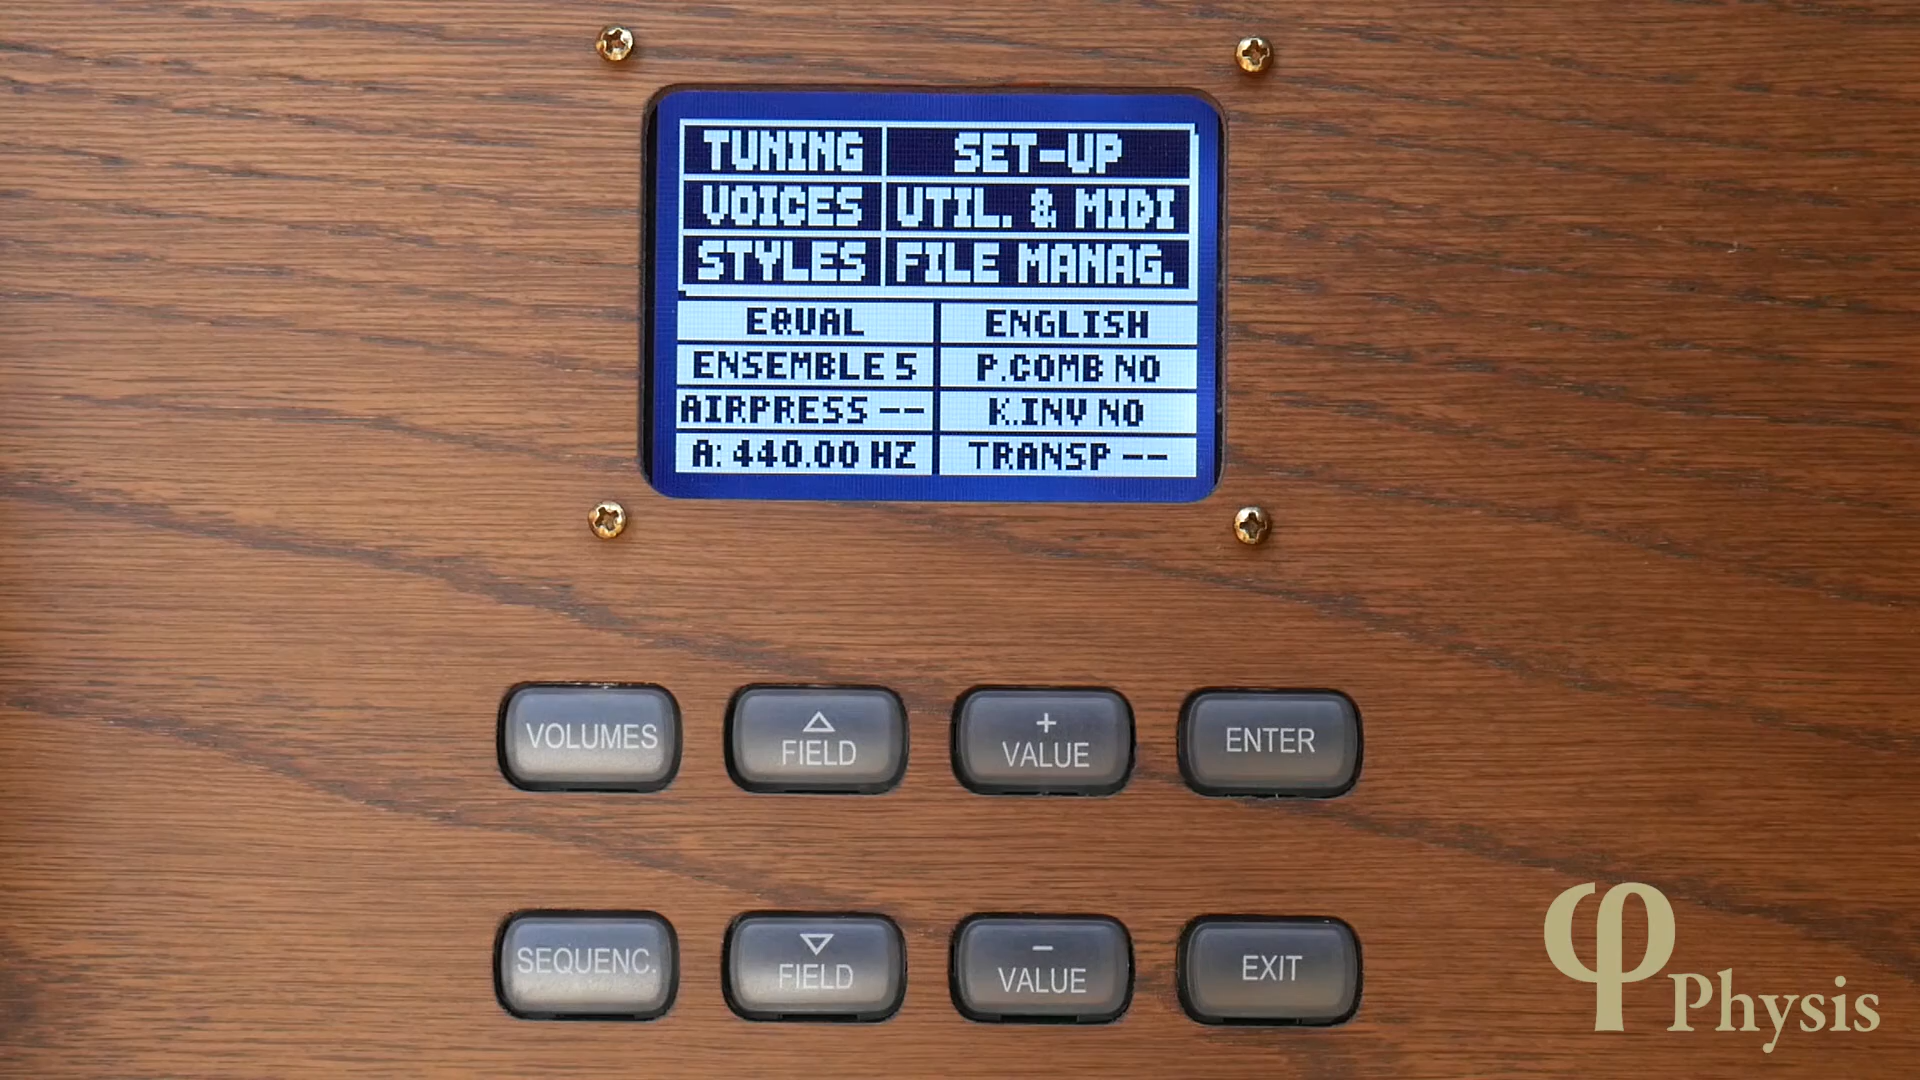 TUNING SET-UP
VOICES UTIL. & MIDI
STYLES FILE MANAG.
EQUAL ENGLISH
ENSEMBLE 5 P.COMB NO
AIRPRESS -- K.INV NO
A: 440.00 HZ TRANSP --
VOLUMES △ FIELD + VALUE ENTER
SEQUENC. ▽ FIELD − VALUE EXIT
φ Physis